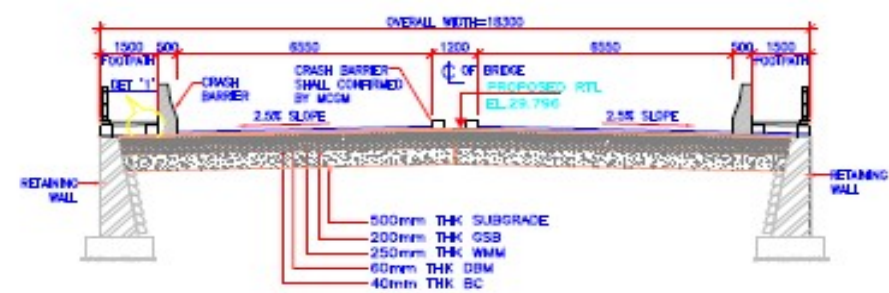 OVERALL WIDTH=18300
1500 500 6550 1200 6550 500 1500
FOOTPATH
FOOTPATH
DET '1'
CRASH
BARRIER
CRASH BARRIER
SHALL CONFIRMED
BY MCGM
℄ OF BRIDGE
PROPOSED RTL
EL.29.796
2.5% SLOPE
2.5% SLOPE
RETAINING
WALL
RETAINING
WALL
500mm THK SUBGRADE
200mm THK GSB
250mm THK WMM
60mm THK DBM
40mm THK BC